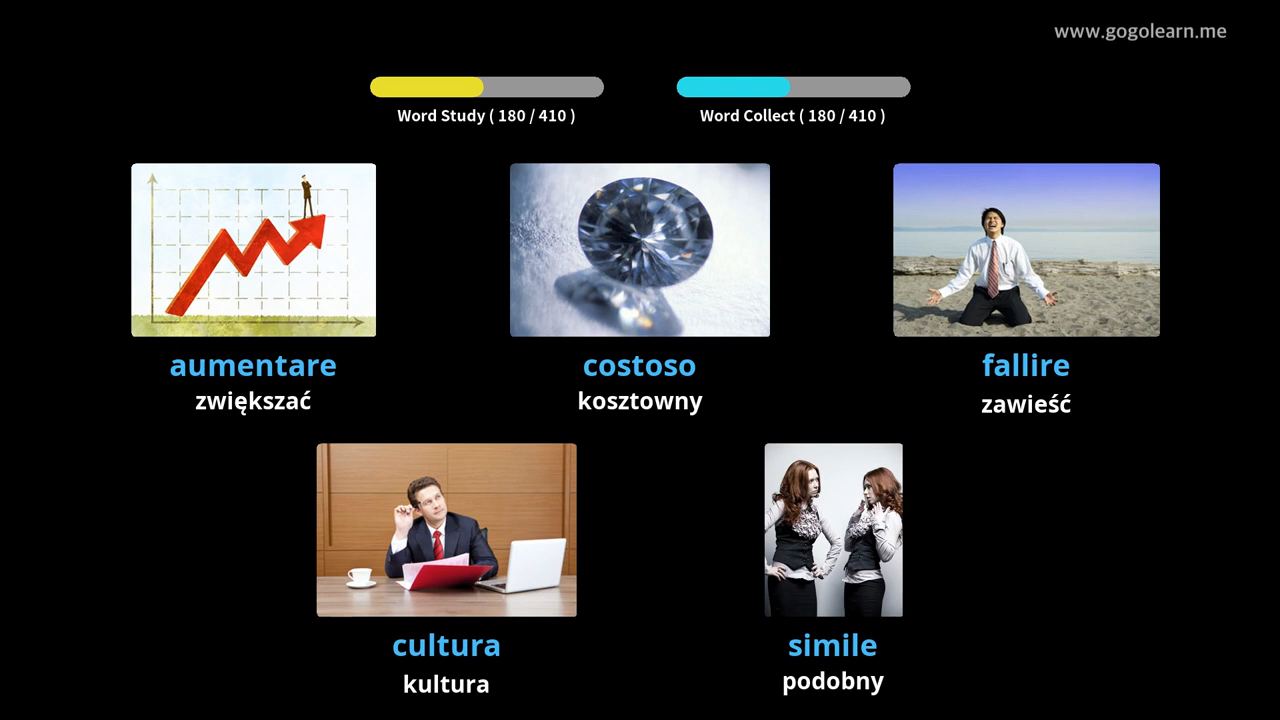 www.gogolearn.me
Word Study ( 180 / 410 )
Word Collect ( 180 / 410 )
aumentare
zwiększać
costoso
kosztowny
fallire
zawieść
cultura
kultura
simile
podobny